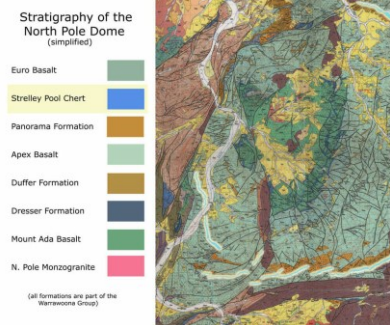 Stratigraphy of the
North Pole Dome
(simplified)
Euro Basalt
Strelley Pool Chert
Panorama Formation
Apex Basalt
Duffer Formation
Dresser Formation
Mount Ada Basalt
N. Pole Monzogranite
(all formations are part of the
Warrawoona Group)